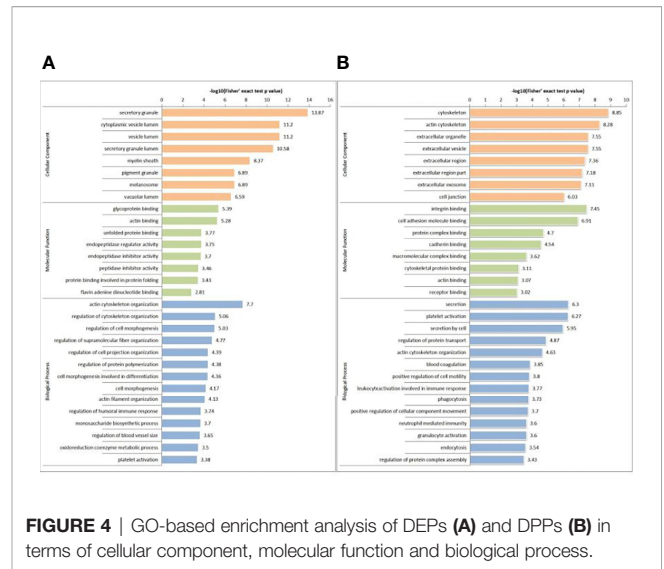 A
B
-log10(Fisher' exact test p value)
0 2 4 6 8 10 12 14 16
Cellular Component
secretory granule 13.87
cytoplasmic vesicle lumen 11.2
vesicle lumen 11.2
secretory granule lumen 10.58
myelin sheath 8.37
pigment granule 6.89
melanosome 6.89
vacuolar lumen 6.59
Molecular Function
glycoprotein binding 5.39
actin binding 5.28
unfolded protein binding 3.77
endopeptidase regulator activity 3.75
endopeptidase inhibitor activity 3.7
peptidase inhibitor activity 3.46
protein binding involved in protein folding 3.43
flavin adenine dinucleotide binding 2.81
Biological Process
actin cytoskeleton organization 7.7
regulation of cytoskeleton organization 5.06
regulation of cell morphogenesis 5.03
regulation of supramolecular fiber organization 4.77
regulation of cell projection organization 4.39
regulation of protein polymerization 4.38
cell morphogenesis involved in differentiation 4.36
cell morphogenesis 4.17
actin filament organization 4.13
regulation of humoral immune response 3.74
monosaccharide biosynthetic process 3.7
regulation of blood vessel size 3.65
oxidoreduction coenzyme metabolic process 3.5
platelet activation 3.38
-log10(Fisher' exact test p value)
0 1 2 3 4 5 6 7 8 9 10
Cellular Component
cytoskeleton 8.85
actin cytoskeleton 8.28
extracellular organelle 7.55
extracellular vesicle 7.55
extracellular region 7.36
extracellular region part 7.18
extracellular exosome 7.11
cell junction 6.03
Molecular Function
integrin binding 7.45
cell adhesion molecule binding 6.93
protein complex binding 4.7
cadherin binding 4.54
macromolecular complex binding 3.62
cytoskeletal protein binding 3.11
actin binding 3.07
receptor binding 3.02
Biological Process
secretion 6.3
platelet activation 6.27
secretion by cell 5.95
regulation of protein transport 4.87
actin cytoskeleton organization 4.63
blood coagulation 3.85
positive regulation of cell motility 3.8
leukocyteactivation involved in immune response 3.77
phagocytosis 3.73
positive regulation of cellular component movement 3.7
neutrophil mediated immunity 3.6
granulocyte activation 3.6
endocytosis 3.54
regulation of protein complex assembly 3.43
FIGURE 4 | GO-based enrichment analysis of DEPs (A) and DPPs (B) in
terms of cellular component, molecular function and biological process.